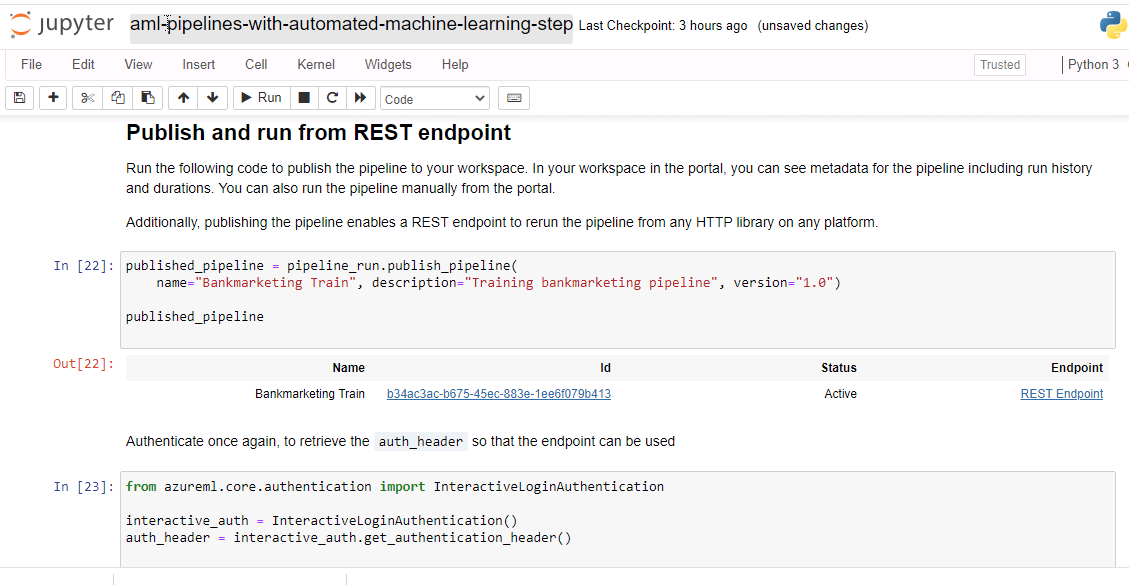 jupyter aml-pipelines-with-automated-machine-learning-step Last Checkpoint: 3 hours ago (unsaved changes)
File Edit View Insert Cell Kernel Widgets Help Trusted Python 3
Run Code
Publish and run from REST endpoint
Run the following code to publish the pipeline to your workspace. In your workspace in the portal, you can see metadata for the pipeline including run history
and durations. You can also run the pipeline manually from the portal.
Additionally, publishing the pipeline enables a REST endpoint to rerun the pipeline from any HTTP library on any platform.
In [22]: published_pipeline = pipeline_run.publish_pipeline(
name="Bankmarketing Train", description="Training bankmarketing pipeline", version="1.0")
published_pipeline
Out[22]: Name Id Status Endpoint
Bankmarketing Train b34ac3ac-b675-45ec-883e-1ee6f079b413 Active REST Endpoint
Authenticate once again, to retrieve the auth_header so that the endpoint can be used
In [23]: from azureml.core.authentication import InteractiveLoginAuthentication
interactive_auth = InteractiveLoginAuthentication()
auth_header = interactive_auth.get_authentication_header()